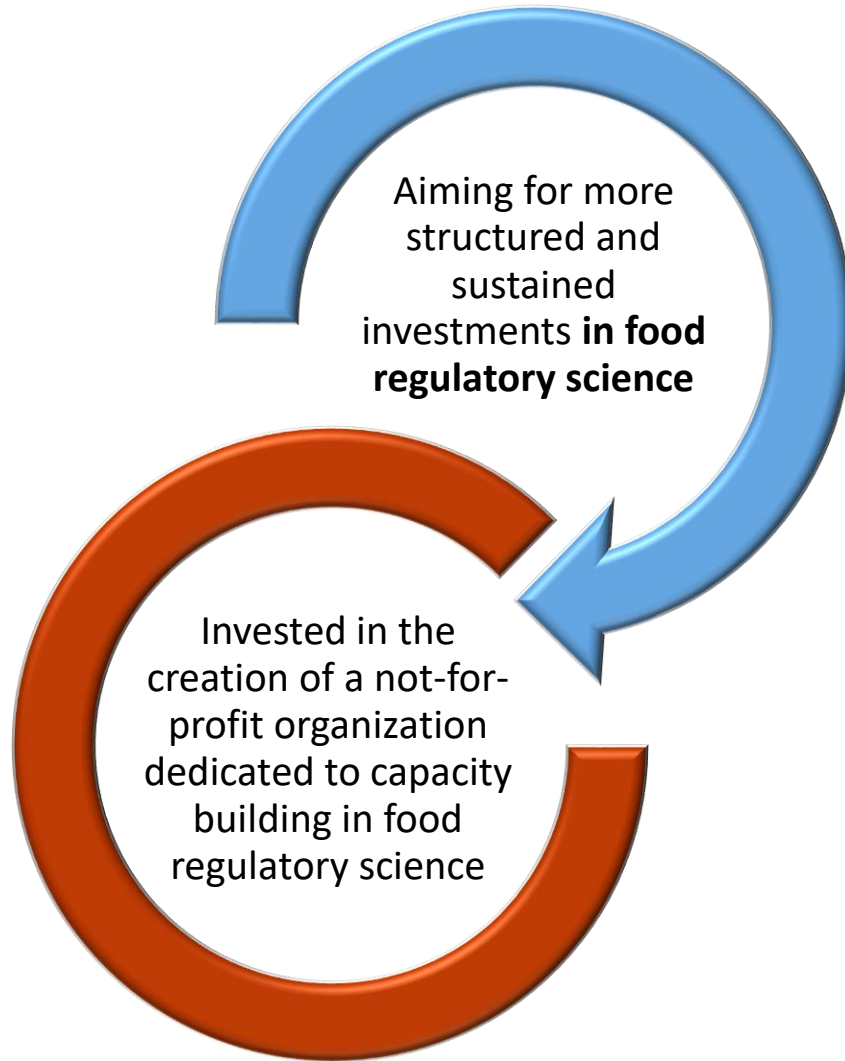 Aiming for more
structured and
sustained
investments in food
regulatory science
Invested in the
creation of a not-for-
profit organization
dedicated to capacity
building in food
regulatory science